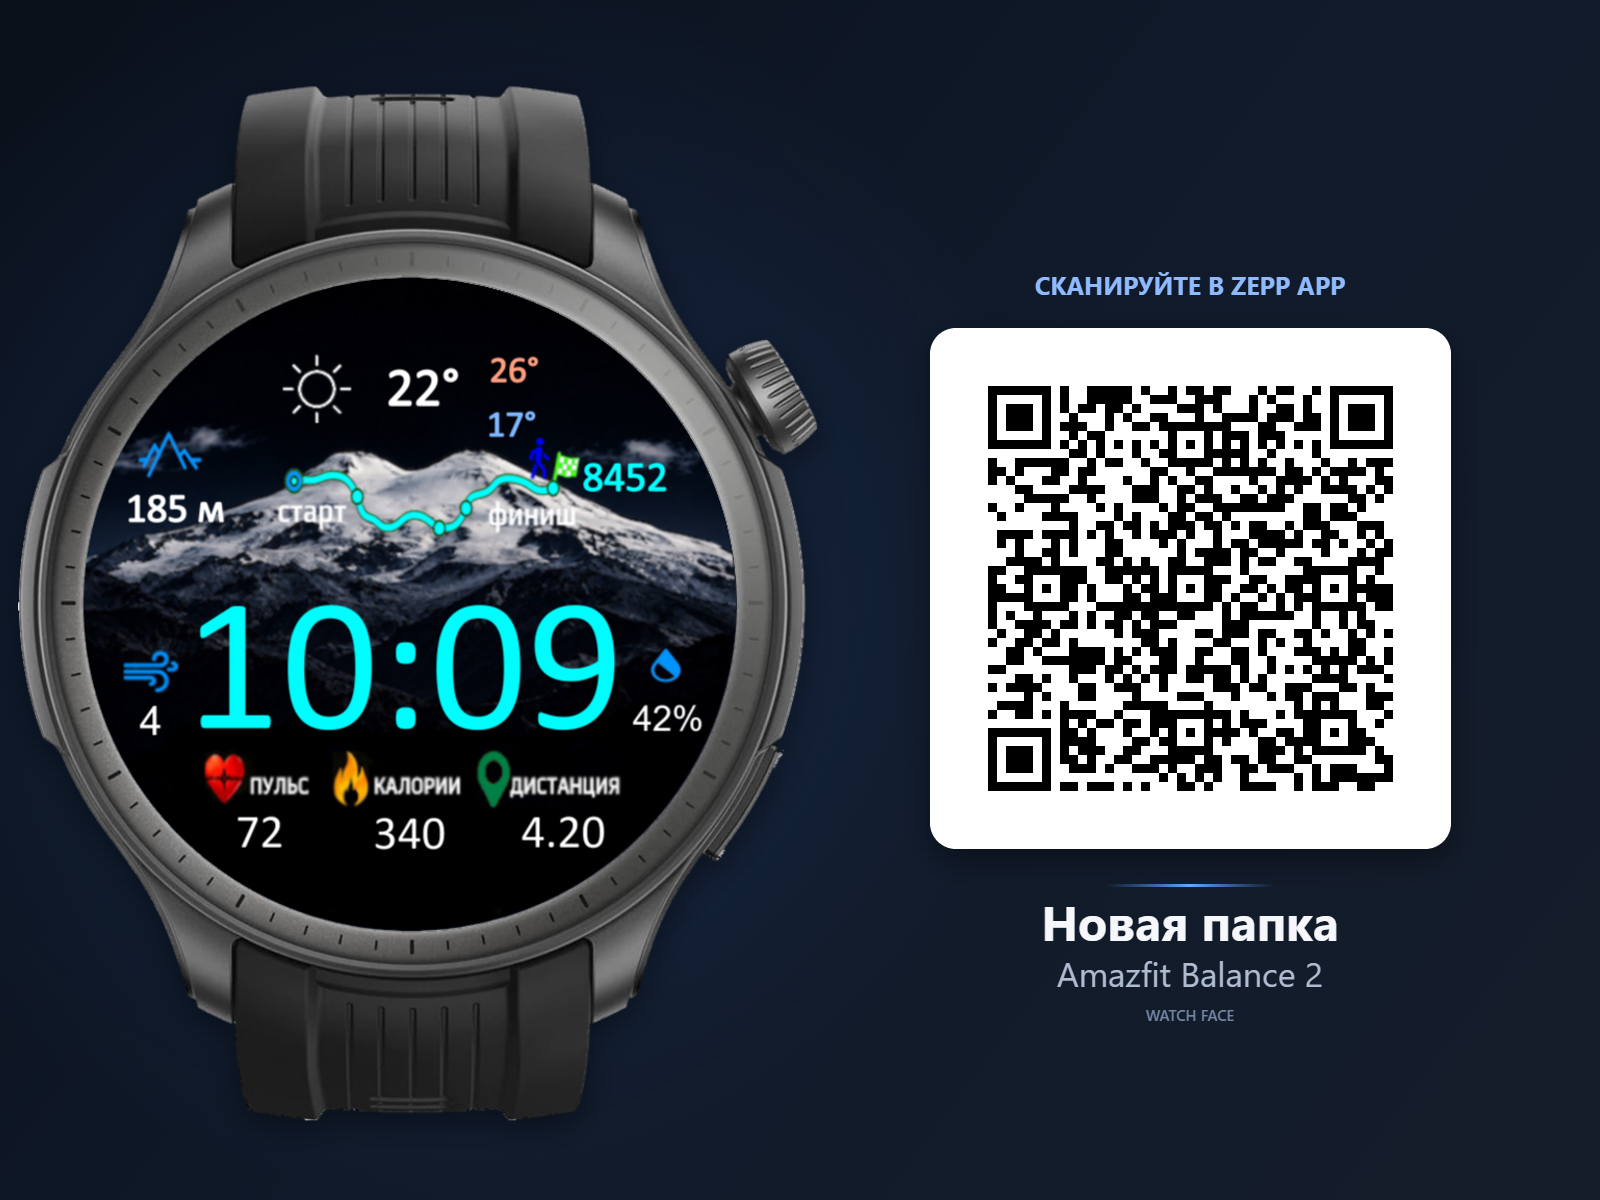 22°
26°
17°
8452
185 м
старт
финиш
10:09
4
42%
ПУЛЬС
КАЛОРИИ
ДИСТАНЦИЯ
72
340
4.20
СКАНИРУЙТЕ В ZEPP APP
Новая папка
Amazfit Balance 2
WATCH FACE